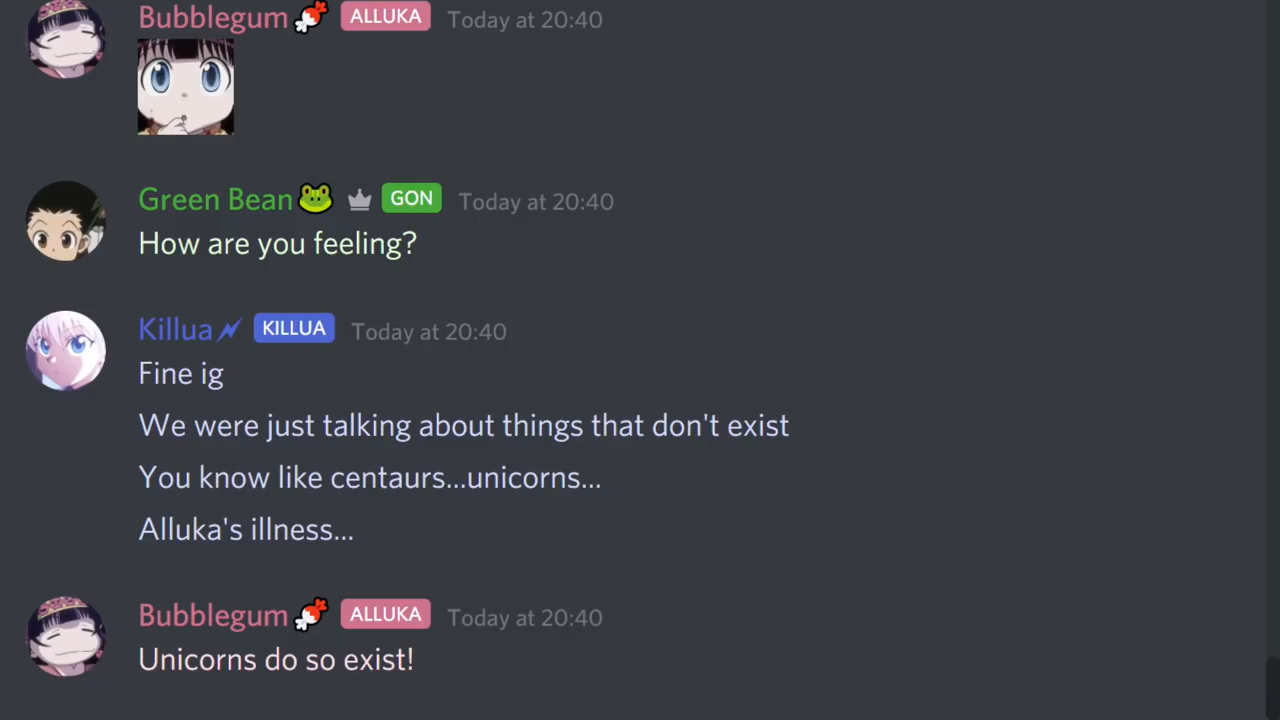 Bubblegum ALLUKA Today at 20:40
Green Bean🐸 GON Today at 20:40
How are you feeling?
Killua KILLUA Today at 20:40
Fine ig
We were just talking about things that don't exist
You know like centaurs...unicorns...
Alluka's illness...
Bubblegum ALLUKA Today at 20:40
Unicorns do so exist!